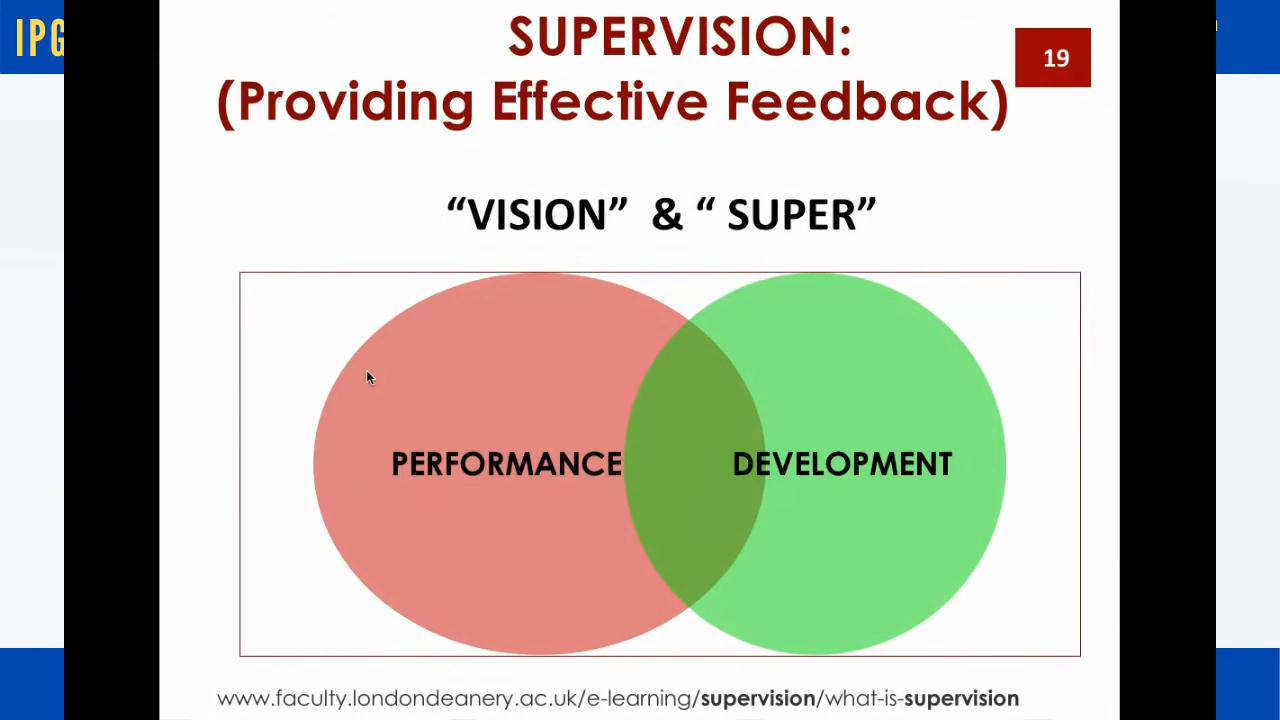 IPG
SUPERVISION:
19
(Providing Effective Feedback)
“VISION” & “ SUPER”
PERFORMANCE
DEVELOPMENT
www.faculty.londondeanery.ac.uk/e-learning/supervision/what-is-supervision